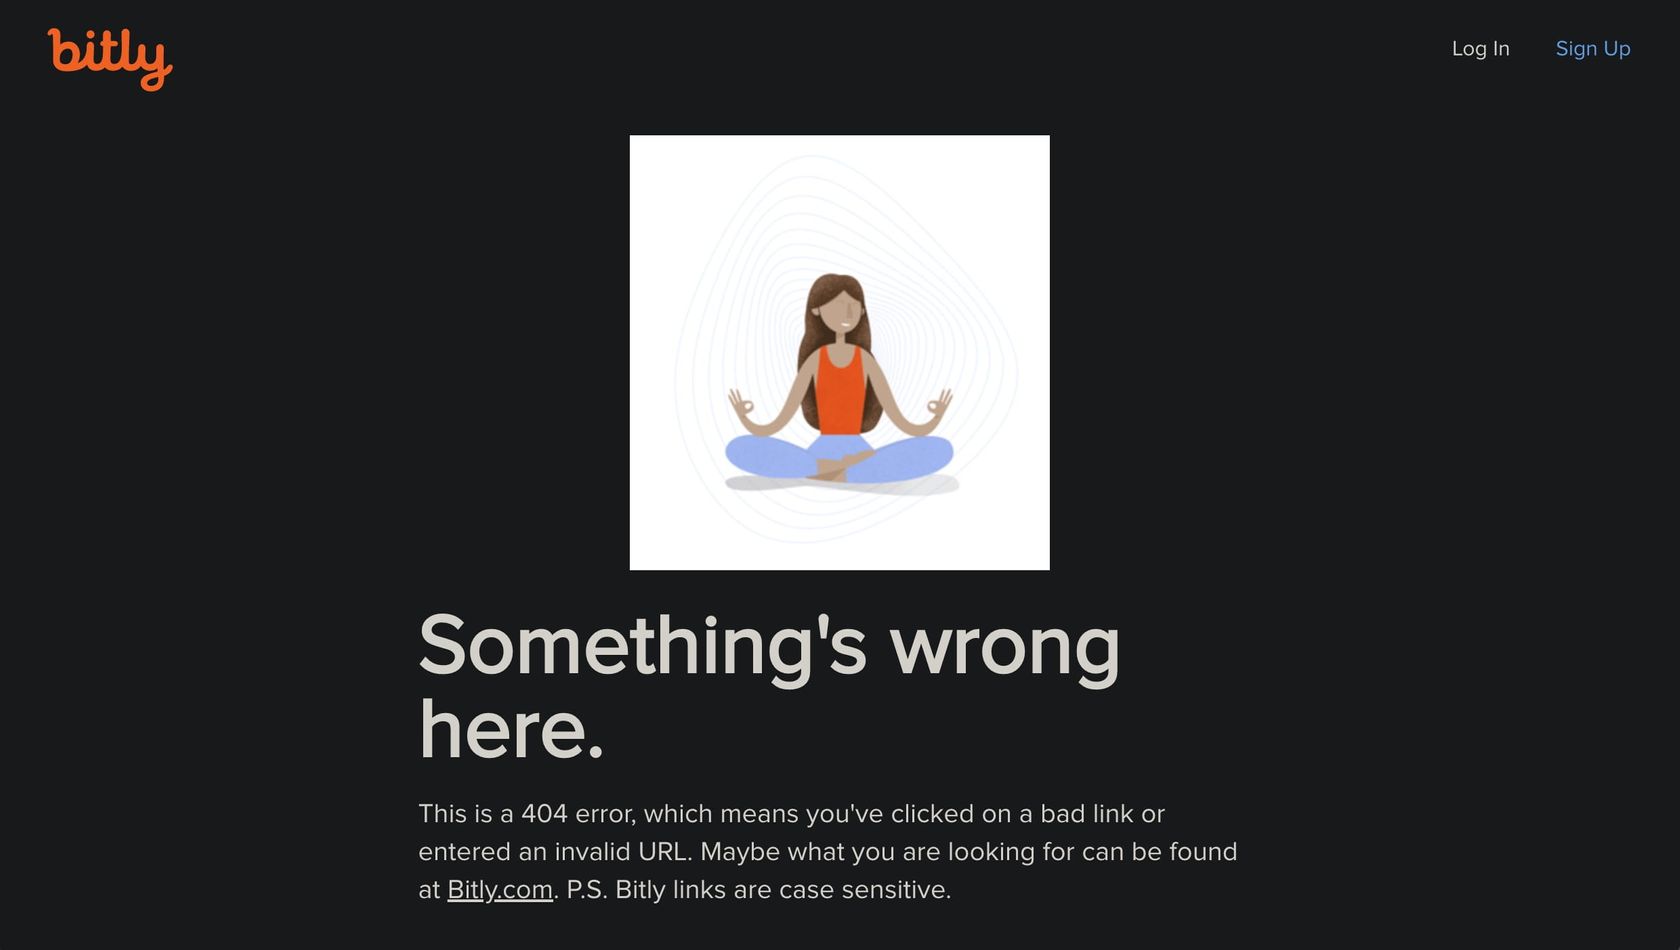 bitly
Log In
Sign Up
Something's wrong
here.
This is a 404 error, which means you've clicked on a bad link or
entered an invalid URL. Maybe what you are looking for can be found
at Bitly.com. P.S. Bitly links are case sensitive.